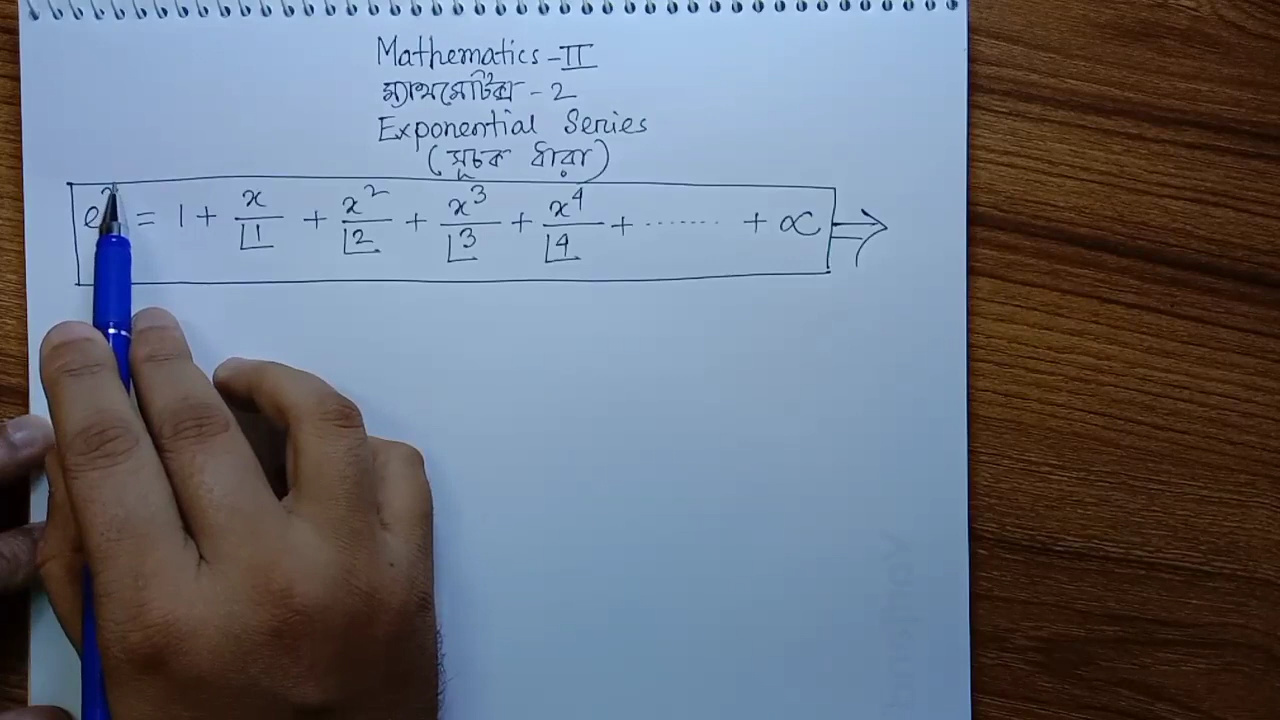 Mathematics - II
ম্যাথমেটিক্স - 2
Exponential Series
(সূচক ধারা)
e^x = 1 + x/⌊1 + x²/⌊2 + x³/⌊3 + x⁴/⌊4 + ........ + ∝ ⇒